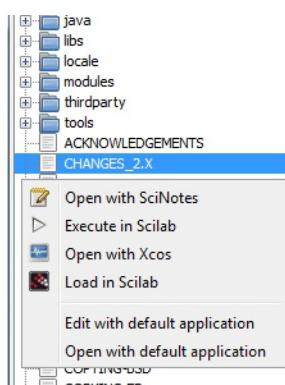 java
libs
locale
modules
thirdparty
tools
ACKNOWLEDGEMENTS
CHANGES_2.X
Open with SciNotes
Execute in Scilab
Open with Xcos
Load in Scilab
Edit with default application
Open with default application